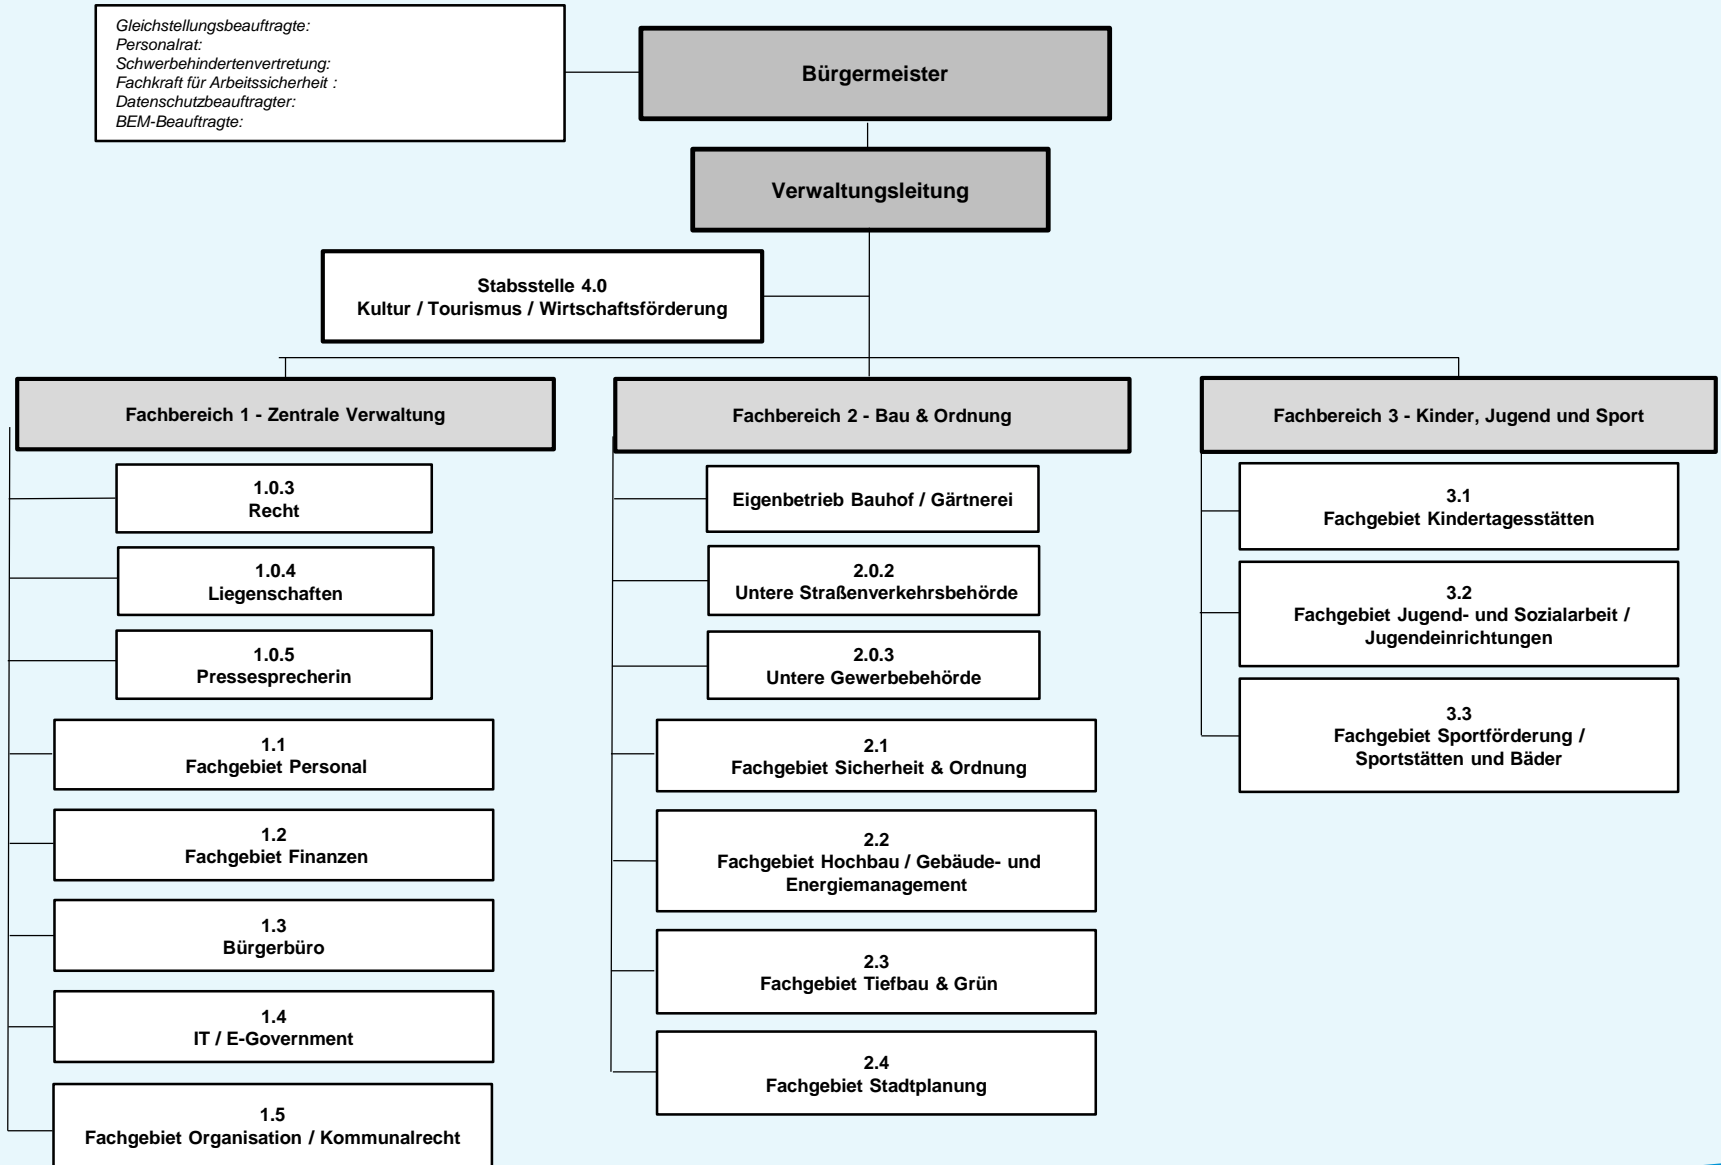 Gleichstellungsbeauftragte:
Personalrat:
Schwerbehindertenvertretung:
Fachkraft für Arbeitssicherheit :
Datenschutzbeauftragter:
BEM-Beauftragte:
Bürgermeister
Verwaltungsleitung
Stabsstelle 4.0
Kultur / Tourismus / Wirtschaftsförderung
Fachbereich 1 - Zentrale Verwaltung
1.0.3
Recht
1.0.4
Liegenschaften
1.0.5
Pressesprecherin
1.1
Fachgebiet Personal
1.2
Fachgebiet Finanzen
1.3
Bürgerbüro
1.4
IT / E-Government
1.5
Fachgebiet Organisation / Kommunalrecht
Fachbereich 2 - Bau & Ordnung
Eigenbetrieb Bauhof / Gärtnerei
2.0.2
Untere Straßenverkehrsbehörde
2.0.3
Untere Gewerbebehörde
2.1
Fachgebiet Sicherheit & Ordnung
2.2
Fachgebiet Hochbau / Gebäude- und
Energiemanagement
2.3
Fachgebiet Tiefbau & Grün
2.4
Fachgebiet Stadtplanung
Fachbereich 3 - Kinder, Jugend und Sport
3.1
Fachgebiet Kindertagesstätten
3.2
Fachgebiet Jugend- und Sozialarbeit /
Jugendeinrichtungen
3.3
Fachgebiet Sportförderung /
Sportstätten und Bäder